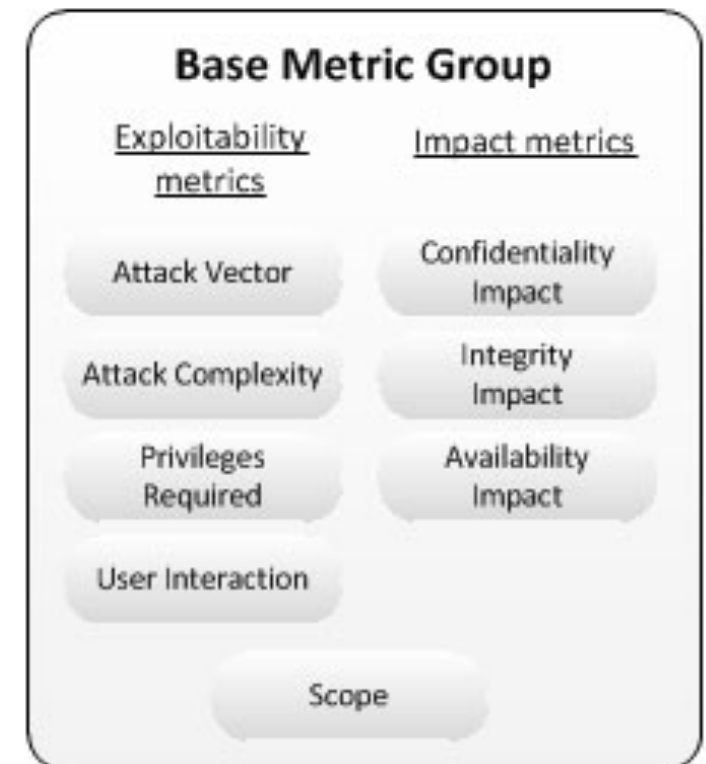 Base Metric Group
Exploitability
metrics
Attack Vector
Attack Complexity
Privileges
Required
User Interaction
Impact metrics
Confidentiality
Impact
Integrity
Impact
Availability
Impact
Scope